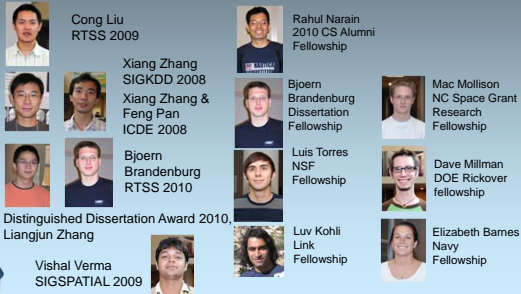 Cong Liu
RTSS 2009
Xiang Zhang
SIGKDD 2008
Xiang Zhang &
Feng Pan
ICDE 2008
Bjoern
Brandenburg
RTSS 2010
Distinguished Dissertation Award 2010,
Liangjun Zhang
Vishal Verma
SIGSPATIAL 2009
Rahul Narain
2010 CS Alumni
Fellowship
Bjoern
Brandenburg
Dissertation
Fellowship
Luis Torres
NSF
Fellowship
Luv Kohli
Link
Fellowship
Mac Mollison
NC Space Grant
Research
Fellowship
Dave Millman
DOE Rickover
fellowship
Elizabeth Barnes
Navy
Fellowship